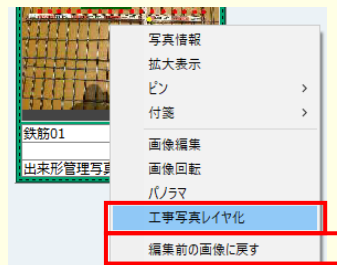 写真情報
拡大表示
ピン >
付箋 >
鉄筋01
画像編集
出来形管理写真
画像回転
パノラマ
工事写真レイヤ化
編集前の画像に戻す